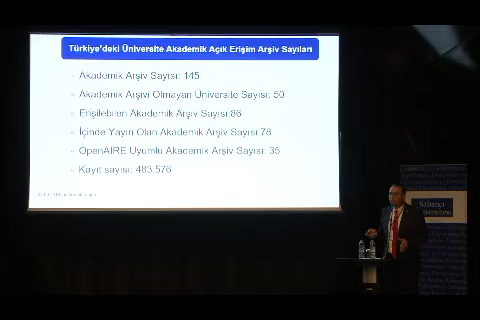 Türkiye'deki Üniversite Akademik Açık Erişim Arşiv Sayıları
Akademik Arşiv Sayısı: 145
Akademik Arşivi Olmayan Üniversite Sayısı: 50
Erişilebilen Akademik Arşiv Sayısı:86
İçinde Yayın Olan Akademik Arşiv Sayısı:78
OpenAIRE Uyumlu Akademik Arşiv Sayısı: 35
Kayıt sayısı: 483.576
Sabancı